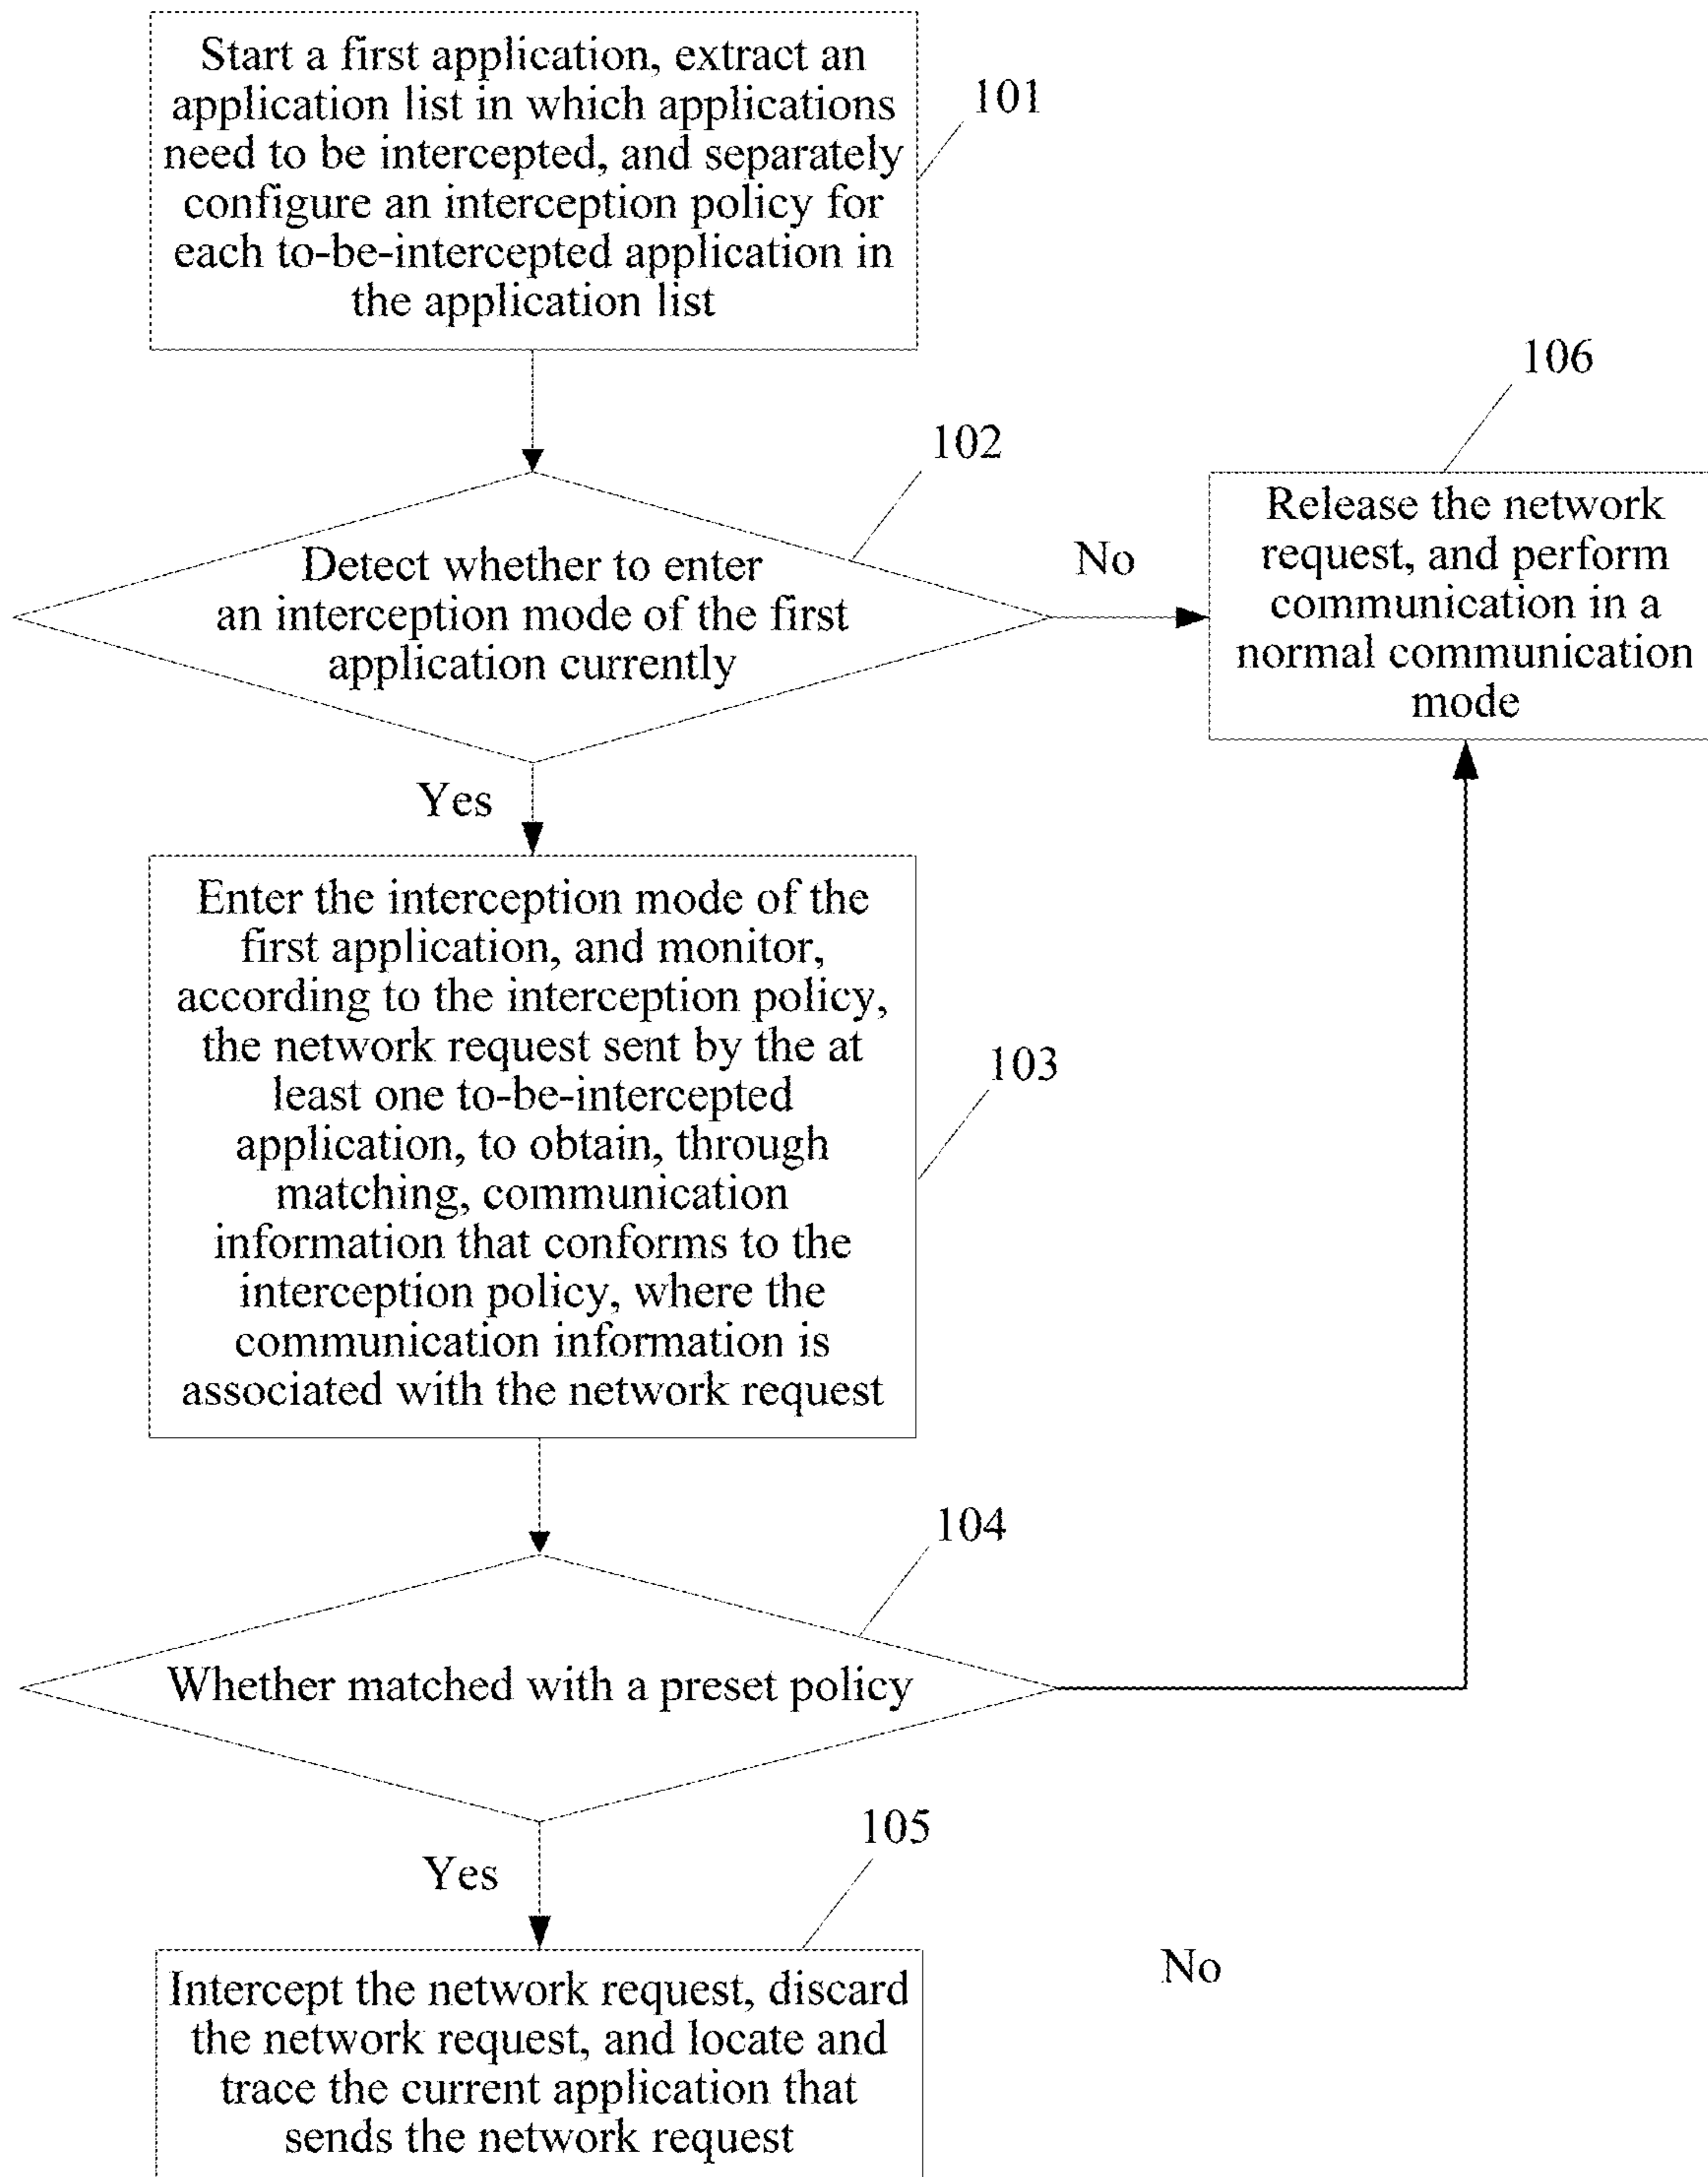 Start a first application, extract an
application list in which applications
need to be intercepted, and separately
configure an interception policy for
each to-be-intercepted application in
the application list
101
102
Detect whether to enter
an interception mode of the first
application currently
No
106
Release the network
request, and perform
communication in a
normal communication
mode
Yes
Enter the interception mode of the
first application, and monitor,
according to the interception policy,
the network request sent by the at
least one to-be-intercepted
application, to obtain, through
matching, communication
information that conforms to the
interception policy, where the
communication information is
associated with the network request
103
104
Whether matched with a preset policy
Yes
105
No
Intercept the network request, discard
the network request, and locate and
trace the current application that
sends the network request